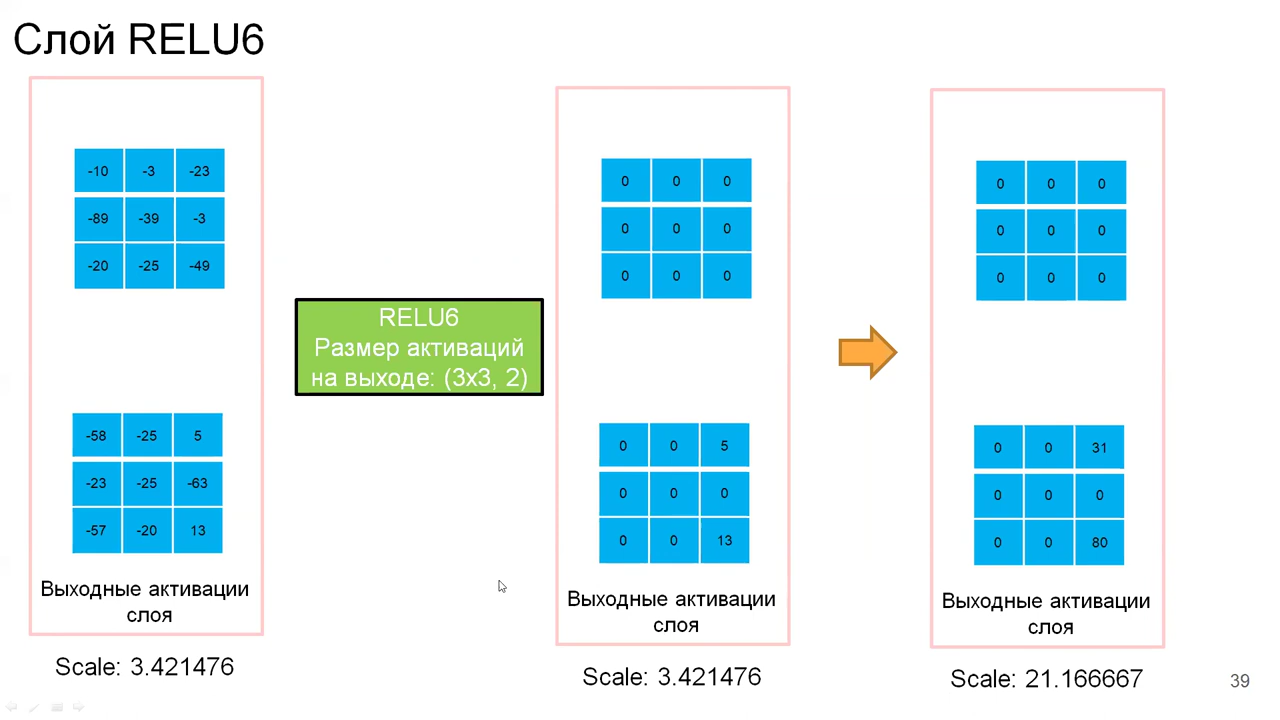 Слой RELU6
-10 -3 -23
-89 -39 -3
-20 -25 -49
-58 -25 5
-23 -25 -63
-57 -20 13
Выходные активации
слоя
Scale: 3.421476
RELU6
Размер активаций
на выходе: (3x3, 2)
0 0 0
0 0 0
0 0 0
0 0 5
0 0 0
0 0 13
Выходные активации
слоя
Scale: 3.421476
0 0 0
0 0 0
0 0 0
0 0 31
0 0 0
0 0 80
Выходные активации
слоя
Scale: 21.166667
39